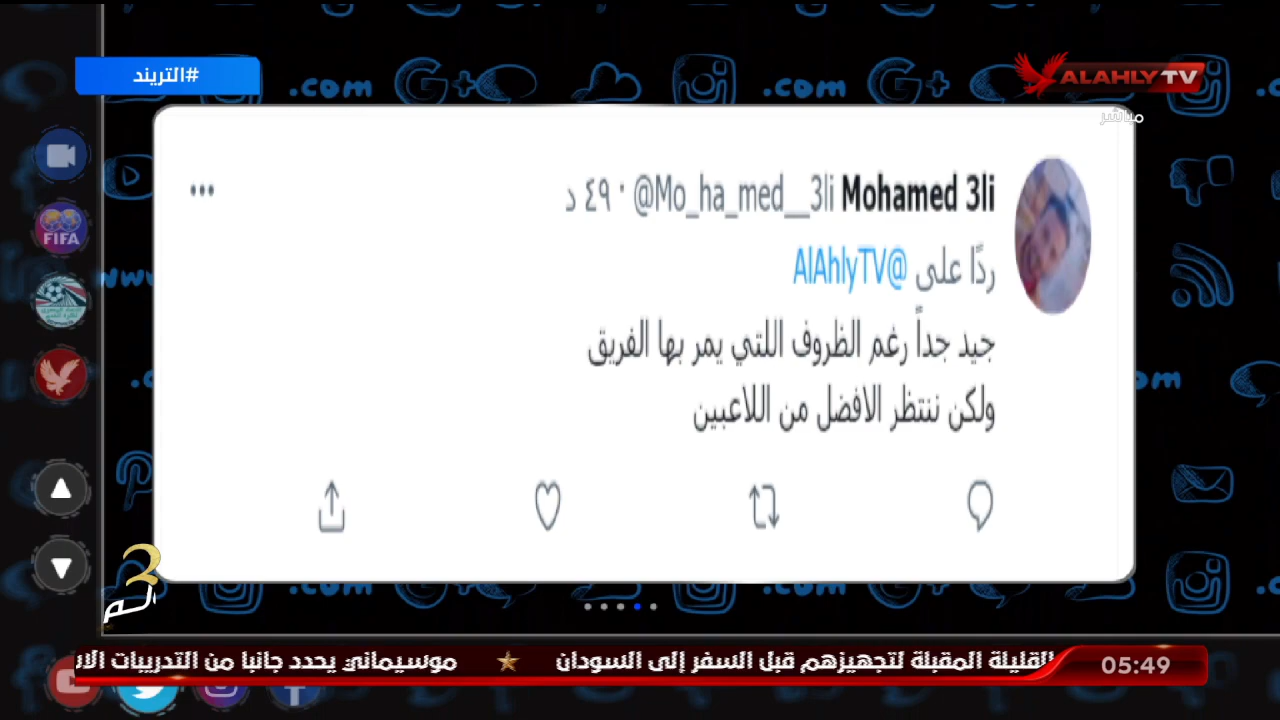 #التريند
ALAHLY TV
مباشر
Mohamed 3li @Mo_ha_med__3li · ٤٩ د
ردًا على @AlAhlyTV
جيد جداً رغم الظروف اللتي يمر بها الفريق
ولكن ننتظر الافضل من اللاعبين
FIFA
القليلة المقبلة لتجهيزهم قبل السفر إلى السودان ★ موسيماني يحدد جانبا من التدريبات
05:49